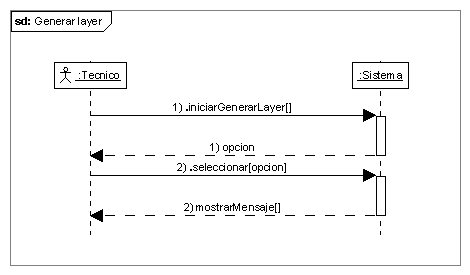 sd: Generar layer
:Tecnico
:Sistema
1) .iniciarGenerarLayer[]
1) opcion
2) .seleccionar[opcion]
2) mostrarMensaje[]